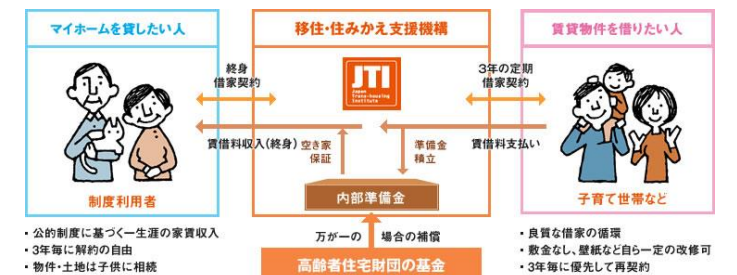 マイホームを貸したい人
移住・住みかえ支援機構
賃貸物件を借りたい人
終身
借家契約
JTI
Japan
Trans-housing
Institute
3年の定期
借家契約
賃借料収入(終身)
空き家
保証
準備金
積立
賃借料支払い
内部準備金
制度利用者
子育て世帯など
・公的制度に基づく一生涯の家賃収入
・3年毎に解約の自由
・物件・土地は子供に相続
万が一の 場合の補償
高齢者住宅財団の基金
・良質な借家の循環
・敷金なし、壁紙など自ら一定の改修可
・3年毎に優先して再契約